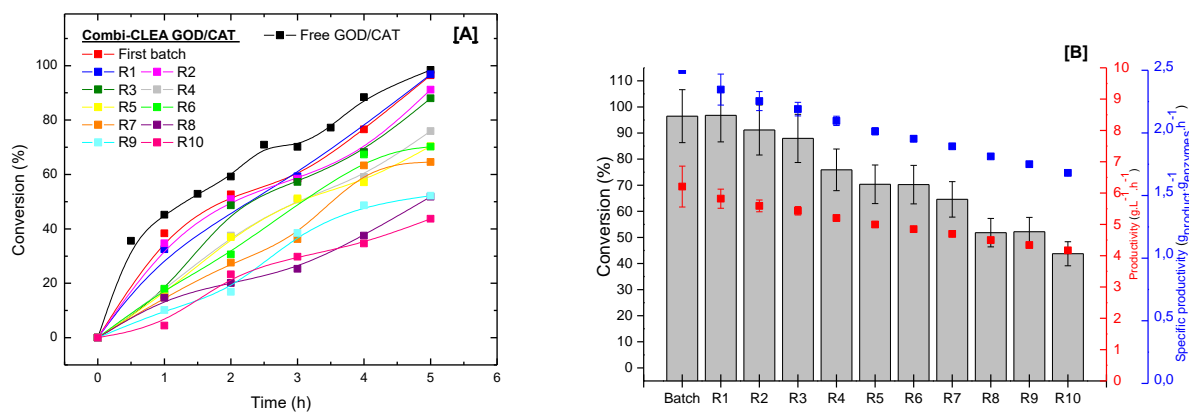 [A]
Combi-CLEA GOD/CAT
Free GOD/CAT
First batch
R1 R2
R3 R4
R5 R6
R7 R8
R9 R10
Conversion (%)
100
80
60
40
20
0
0 1 2 3 4 5 6
Time (h)
[B]
Conversion (%)
110
100
90
80
70
60
50
40
30
20
10
0
Batch R1 R2 R3 R4 R5 R6 R7 R8 R9 R10
10
9
8
7
6
5
4
3
2
1
0
Productivity (g.L⁻¹.h⁻¹)
2,5
2,0
1,5
1,0
0,5
0,0
Specific productivity (g product.g enzymes⁻¹.h⁻¹)